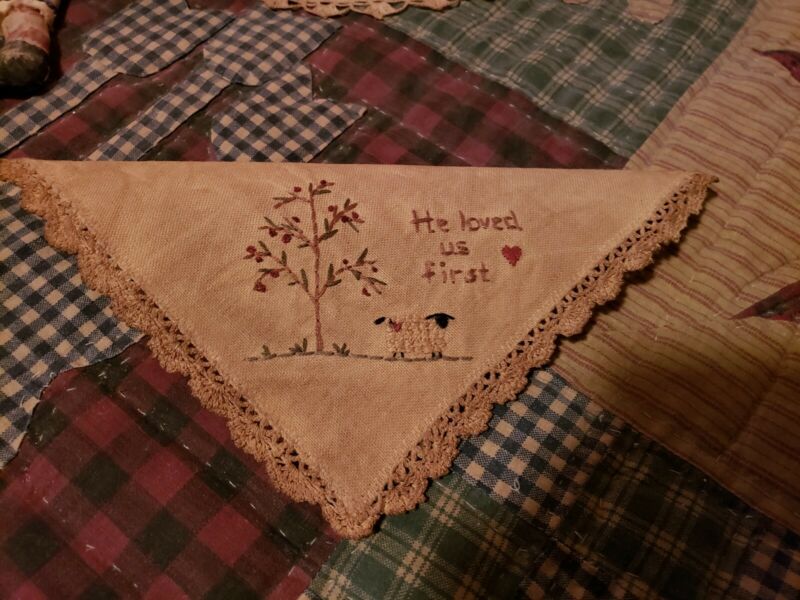 He loved
us
first